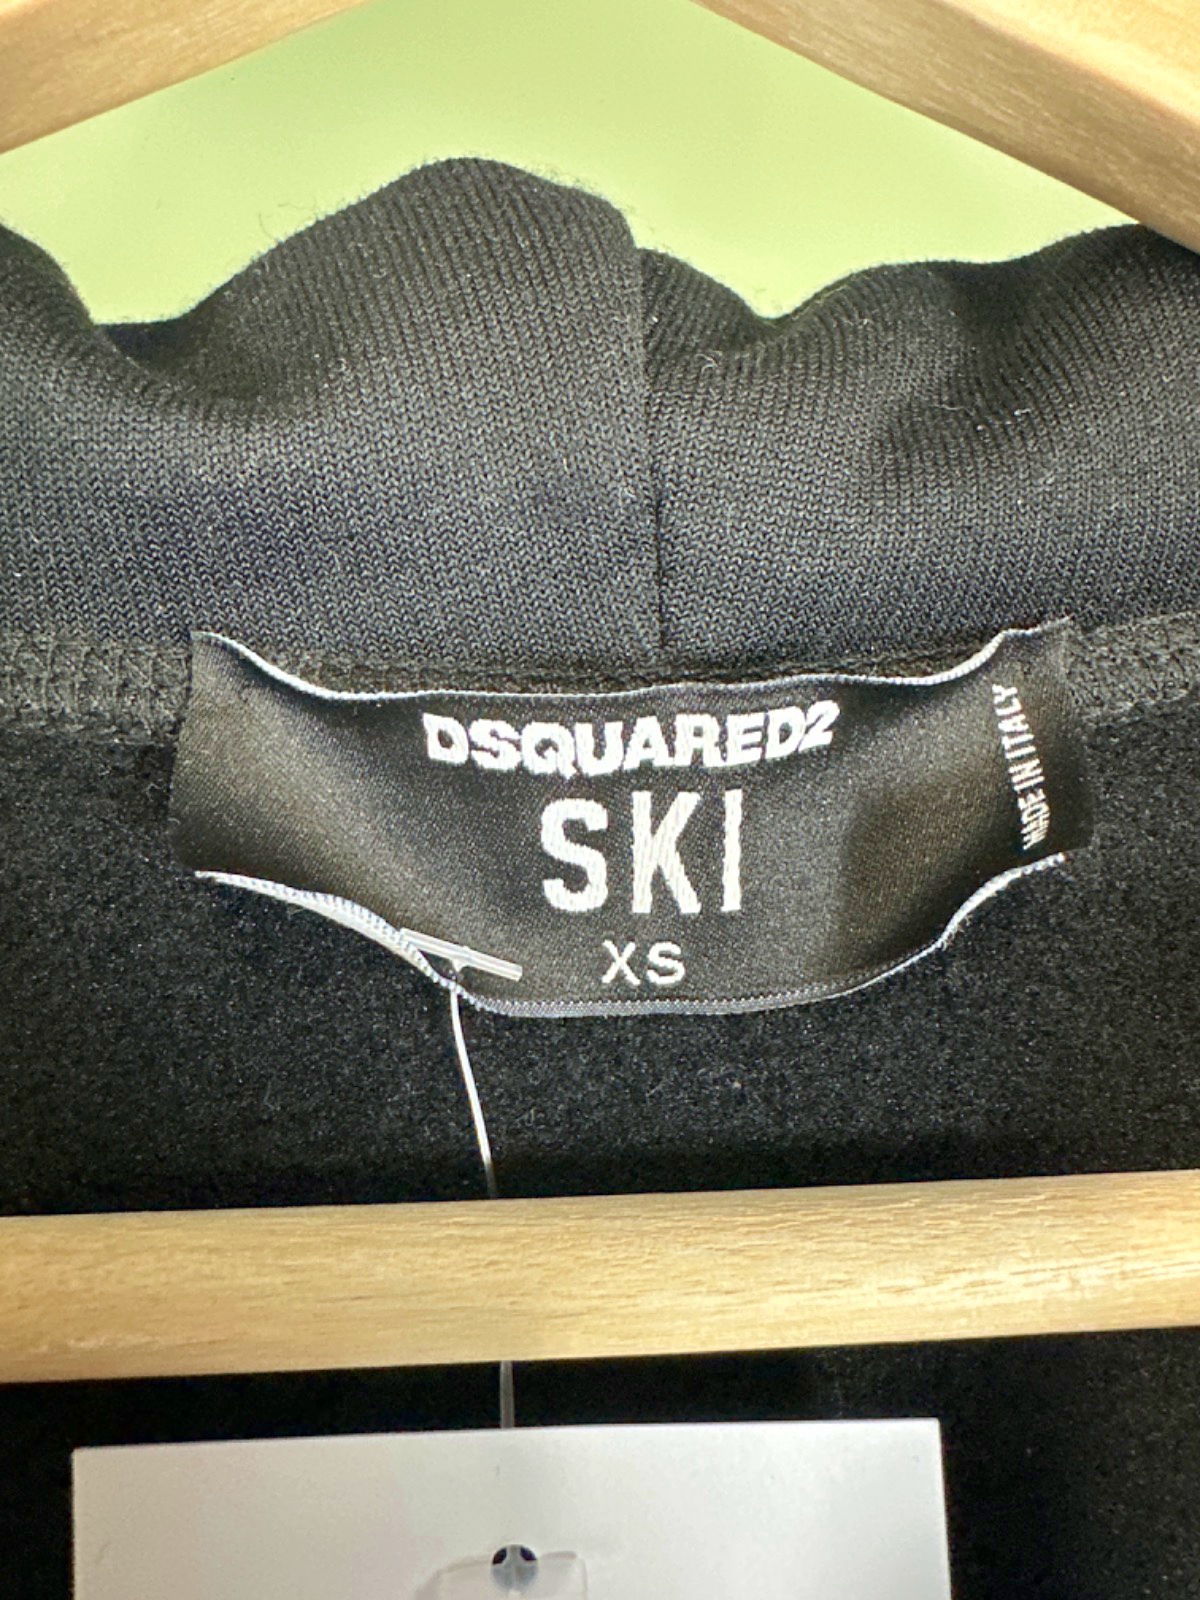 DSQUARED2
SKI
XS
MADE IN ITALY